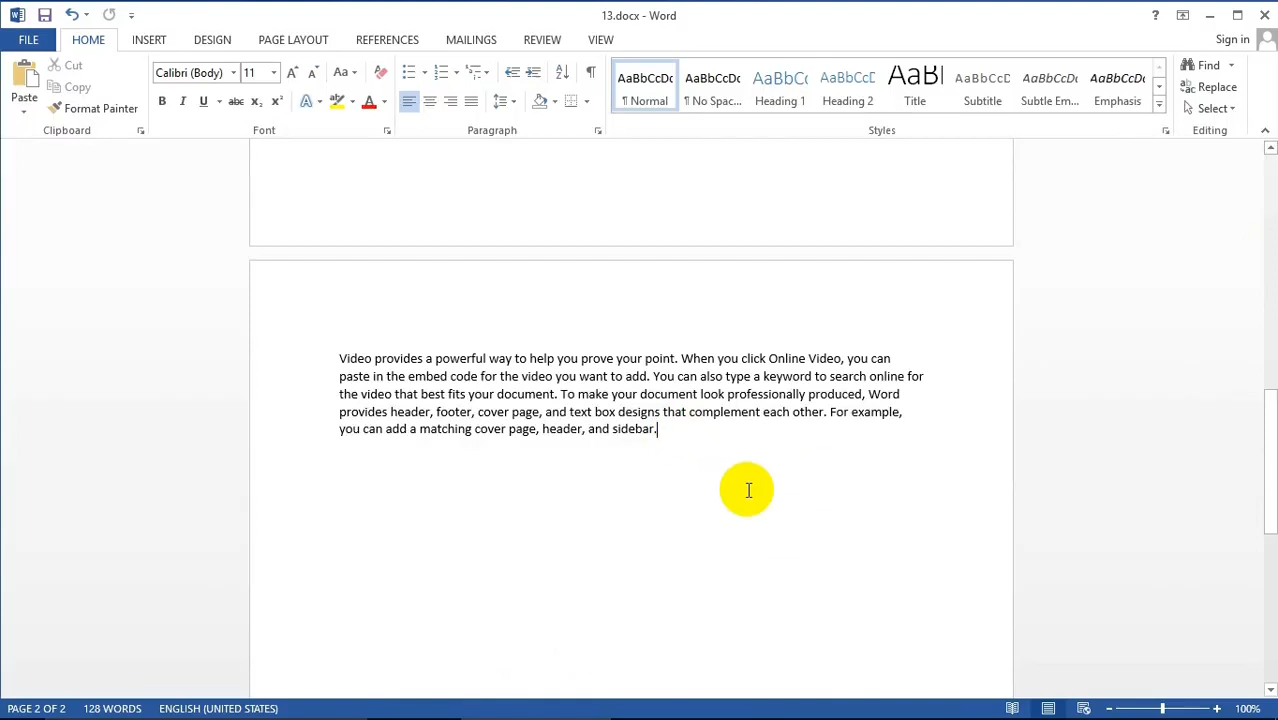 13.docx - Word
?
FILE HOME INSERT DESIGN PAGE LAYOUT REFERENCES MAILINGS REVIEW VIEW Sign in
Paste
Cut
Copy
Format Painter
Clipboard
Calibri (Body) 11
Font
Paragraph
AaBbCcDc AaBbCcDc AaBbCc AaBbCcD AaBl AaBbCcD AaBbCcDc AaBbCcDc
¶ Normal ¶ No Spac... Heading 1 Heading 2 Title Subtitle Subtle Em... Emphasis
Styles
Find
Replace
Select
Editing
Video provides a powerful way to help you prove your point. When you click Online Video, you can
paste in the embed code for the video you want to add. You can also type a keyword to search online for
the video that best fits your document. To make your document look professionally produced, Word
provides header, footer, cover page, and text box designs that complement each other. For example,
you can add a matching cover page, header, and sidebar.
PAGE 2 OF 2 128 WORDS ENGLISH (UNITED STATES) 100%